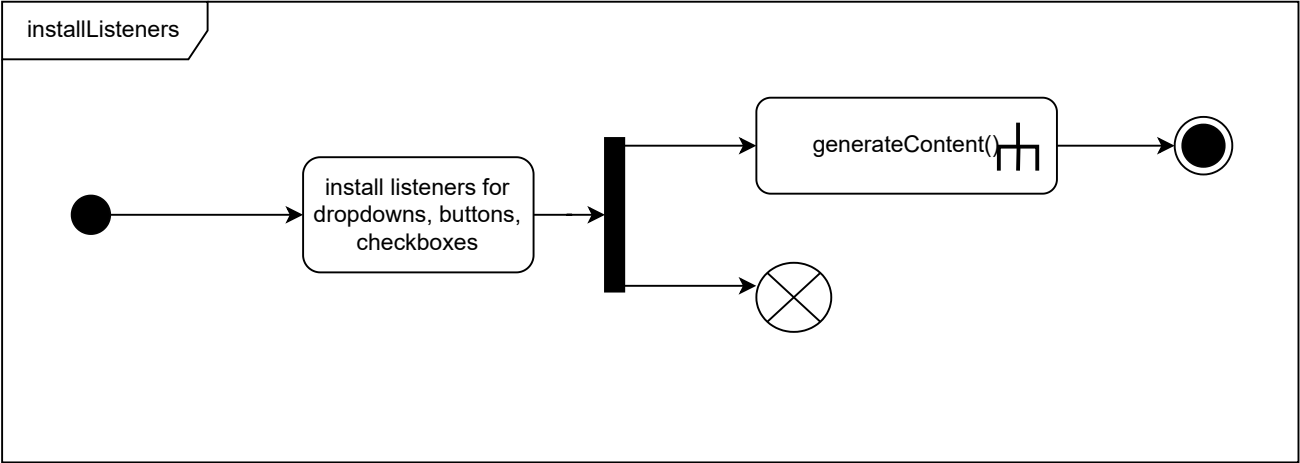 installListeners
install listeners for
dropdowns, buttons,
checkboxes
generateContent()